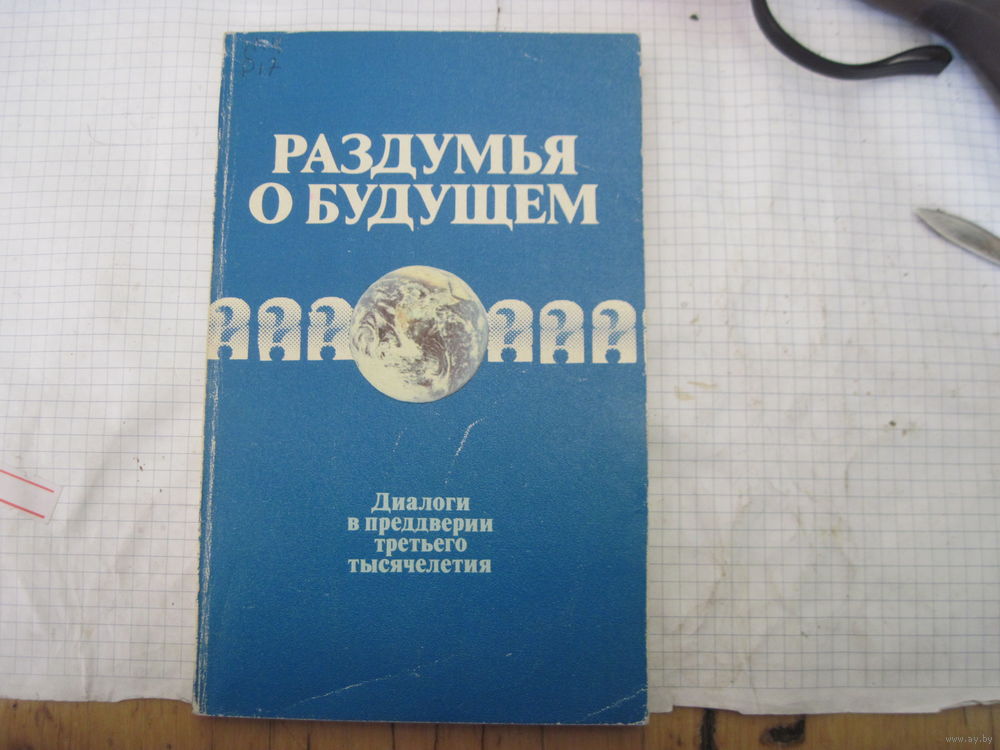 РАЗДУМЬЯ
О БУДУЩЕМ
? ? ? ? ? ?
Диалоги
в преддверии
третьего
тысячелетия
www.ay.by